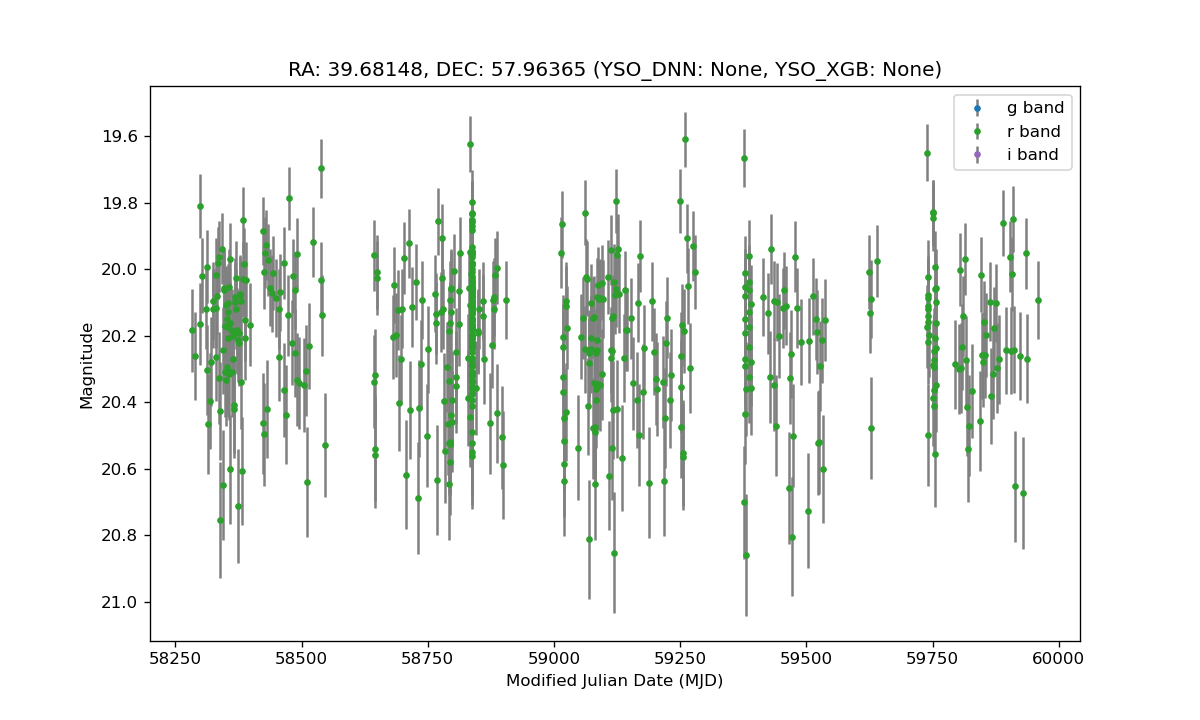 RA: 39.68148, DEC: 57.96365 (YSO_DNN: None, YSO_XGB: None)
g band
r band
i band
19.6
19.8
20.0
20.2
20.4
20.6
20.8
21.0
Magnitude
58250 58500 58750 59000 59250 59500 59750 60000
Modified Julian Date (MJD)